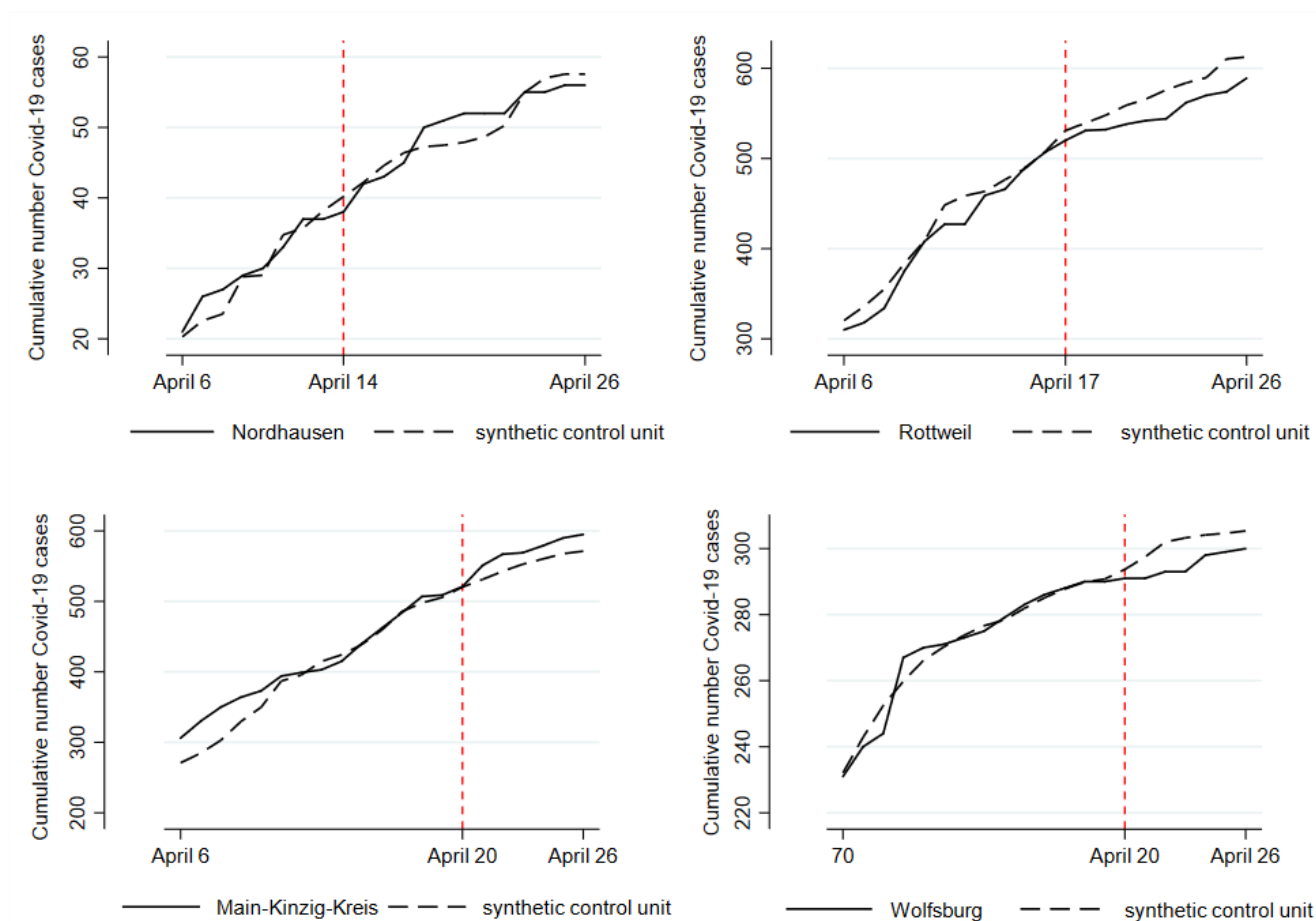 Cumulative number Covid-19 cases
60
50
40
30
20
April 6 April 14 April 26
Nordhausen synthetic control unit
Cumulative number Covid-19 cases
600
500
400
300
April 6 April 17 April 26
Rottweil synthetic control unit
Cumulative number Covid-19 cases
600
500
400
300
200
April 6 April 20 April 26
Main-Kinzig-Kreis synthetic control unit
Cumulative number Covid-19 cases
300
280
260
240
220
70 April 20 April 26
Wolfsburg synthetic control unit